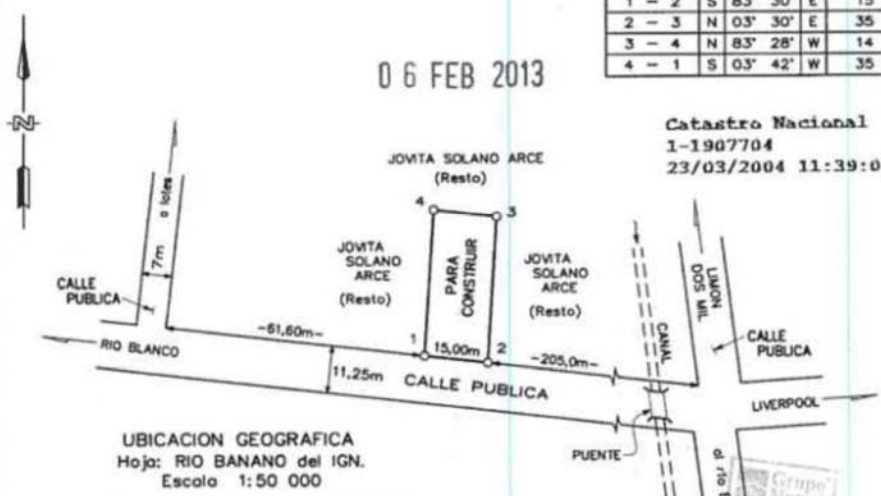 1 - 2 S 83° 30' E 15
2 - 3 N 03° 30' E 35
3 - 4 N 83° 28' W 14
4 - 1 S 03° 42' W 35
N
06 FEB 2013
Catastro Nacional
1-1907704
23/03/2004 11:39:0
JOVITA SOLANO ARCE
(Resto)
a lotes
7m
4
3
JOVITA
SOLANO
ARCE
(Resto)
PARA
CONSTRUIR
JOVITA
SOLANO
ARCE
(Resto)
LIMON
DOS MIL
CALLE
PUBLICA
CANAL
CALLE
PUBLICA
RIO BLANCO
-61,60m-
1
15,00m
2
-205,0m-
11,25m
CALLE PUBLICA
LIVERPOOL
PUENTE
al rio
UBICACION GEOGRAFICA
Hoja: RIO BANANO del IGN.
Escala 1:50 000
Grupo